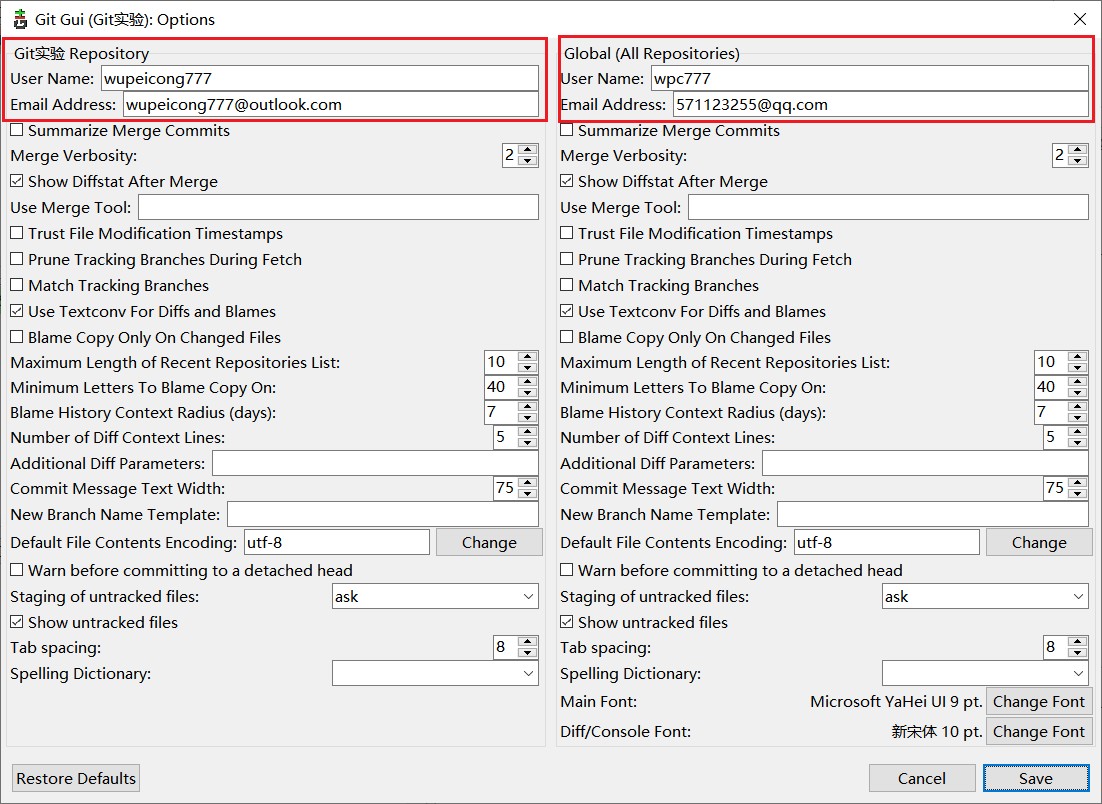 Git Gui (Git实验): Options
Git实验 Repository
User Name: wupeicong777
Email Address: wupeicong777@outlook.com
Summarize Merge Commits
Merge Verbosity: 2
Show Diffstat After Merge
Use Merge Tool:
Trust File Modification Timestamps
Prune Tracking Branches During Fetch
Match Tracking Branches
Use Textconv For Diffs and Blames
Blame Copy Only On Changed Files
Maximum Length of Recent Repositories List: 10
Minimum Letters To Blame Copy On: 40
Blame History Context Radius (days): 7
Number of Diff Context Lines: 5
Additional Diff Parameters:
Commit Message Text Width: 75
New Branch Name Template:
Default File Contents Encoding: utf-8 Change
Warn before committing to a detached head
Staging of untracked files: ask
Show untracked files
Tab spacing: 8
Spelling Dictionary:
Global (All Repositories)
User Name: wpc777
Email Address: 571123255@qq.com
Summarize Merge Commits
Merge Verbosity: 2
Show Diffstat After Merge
Use Merge Tool:
Trust File Modification Timestamps
Prune Tracking Branches During Fetch
Match Tracking Branches
Use Textconv For Diffs and Blames
Blame Copy Only On Changed Files
Maximum Length of Recent Repositories List: 10
Minimum Letters To Blame Copy On: 40
Blame History Context Radius (days): 7
Number of Diff Context Lines: 5
Additional Diff Parameters:
Commit Message Text Width: 75
New Branch Name Template:
Default File Contents Encoding: utf-8 Change
Warn before committing to a detached head
Staging of untracked files: ask
Show untracked files
Tab spacing: 8
Spelling Dictionary:
Main Font: Microsoft YaHei UI 9 pt. Change Font
Diff/Console Font: 新宋体 10 pt. Change Font
Restore Defaults Cancel Save